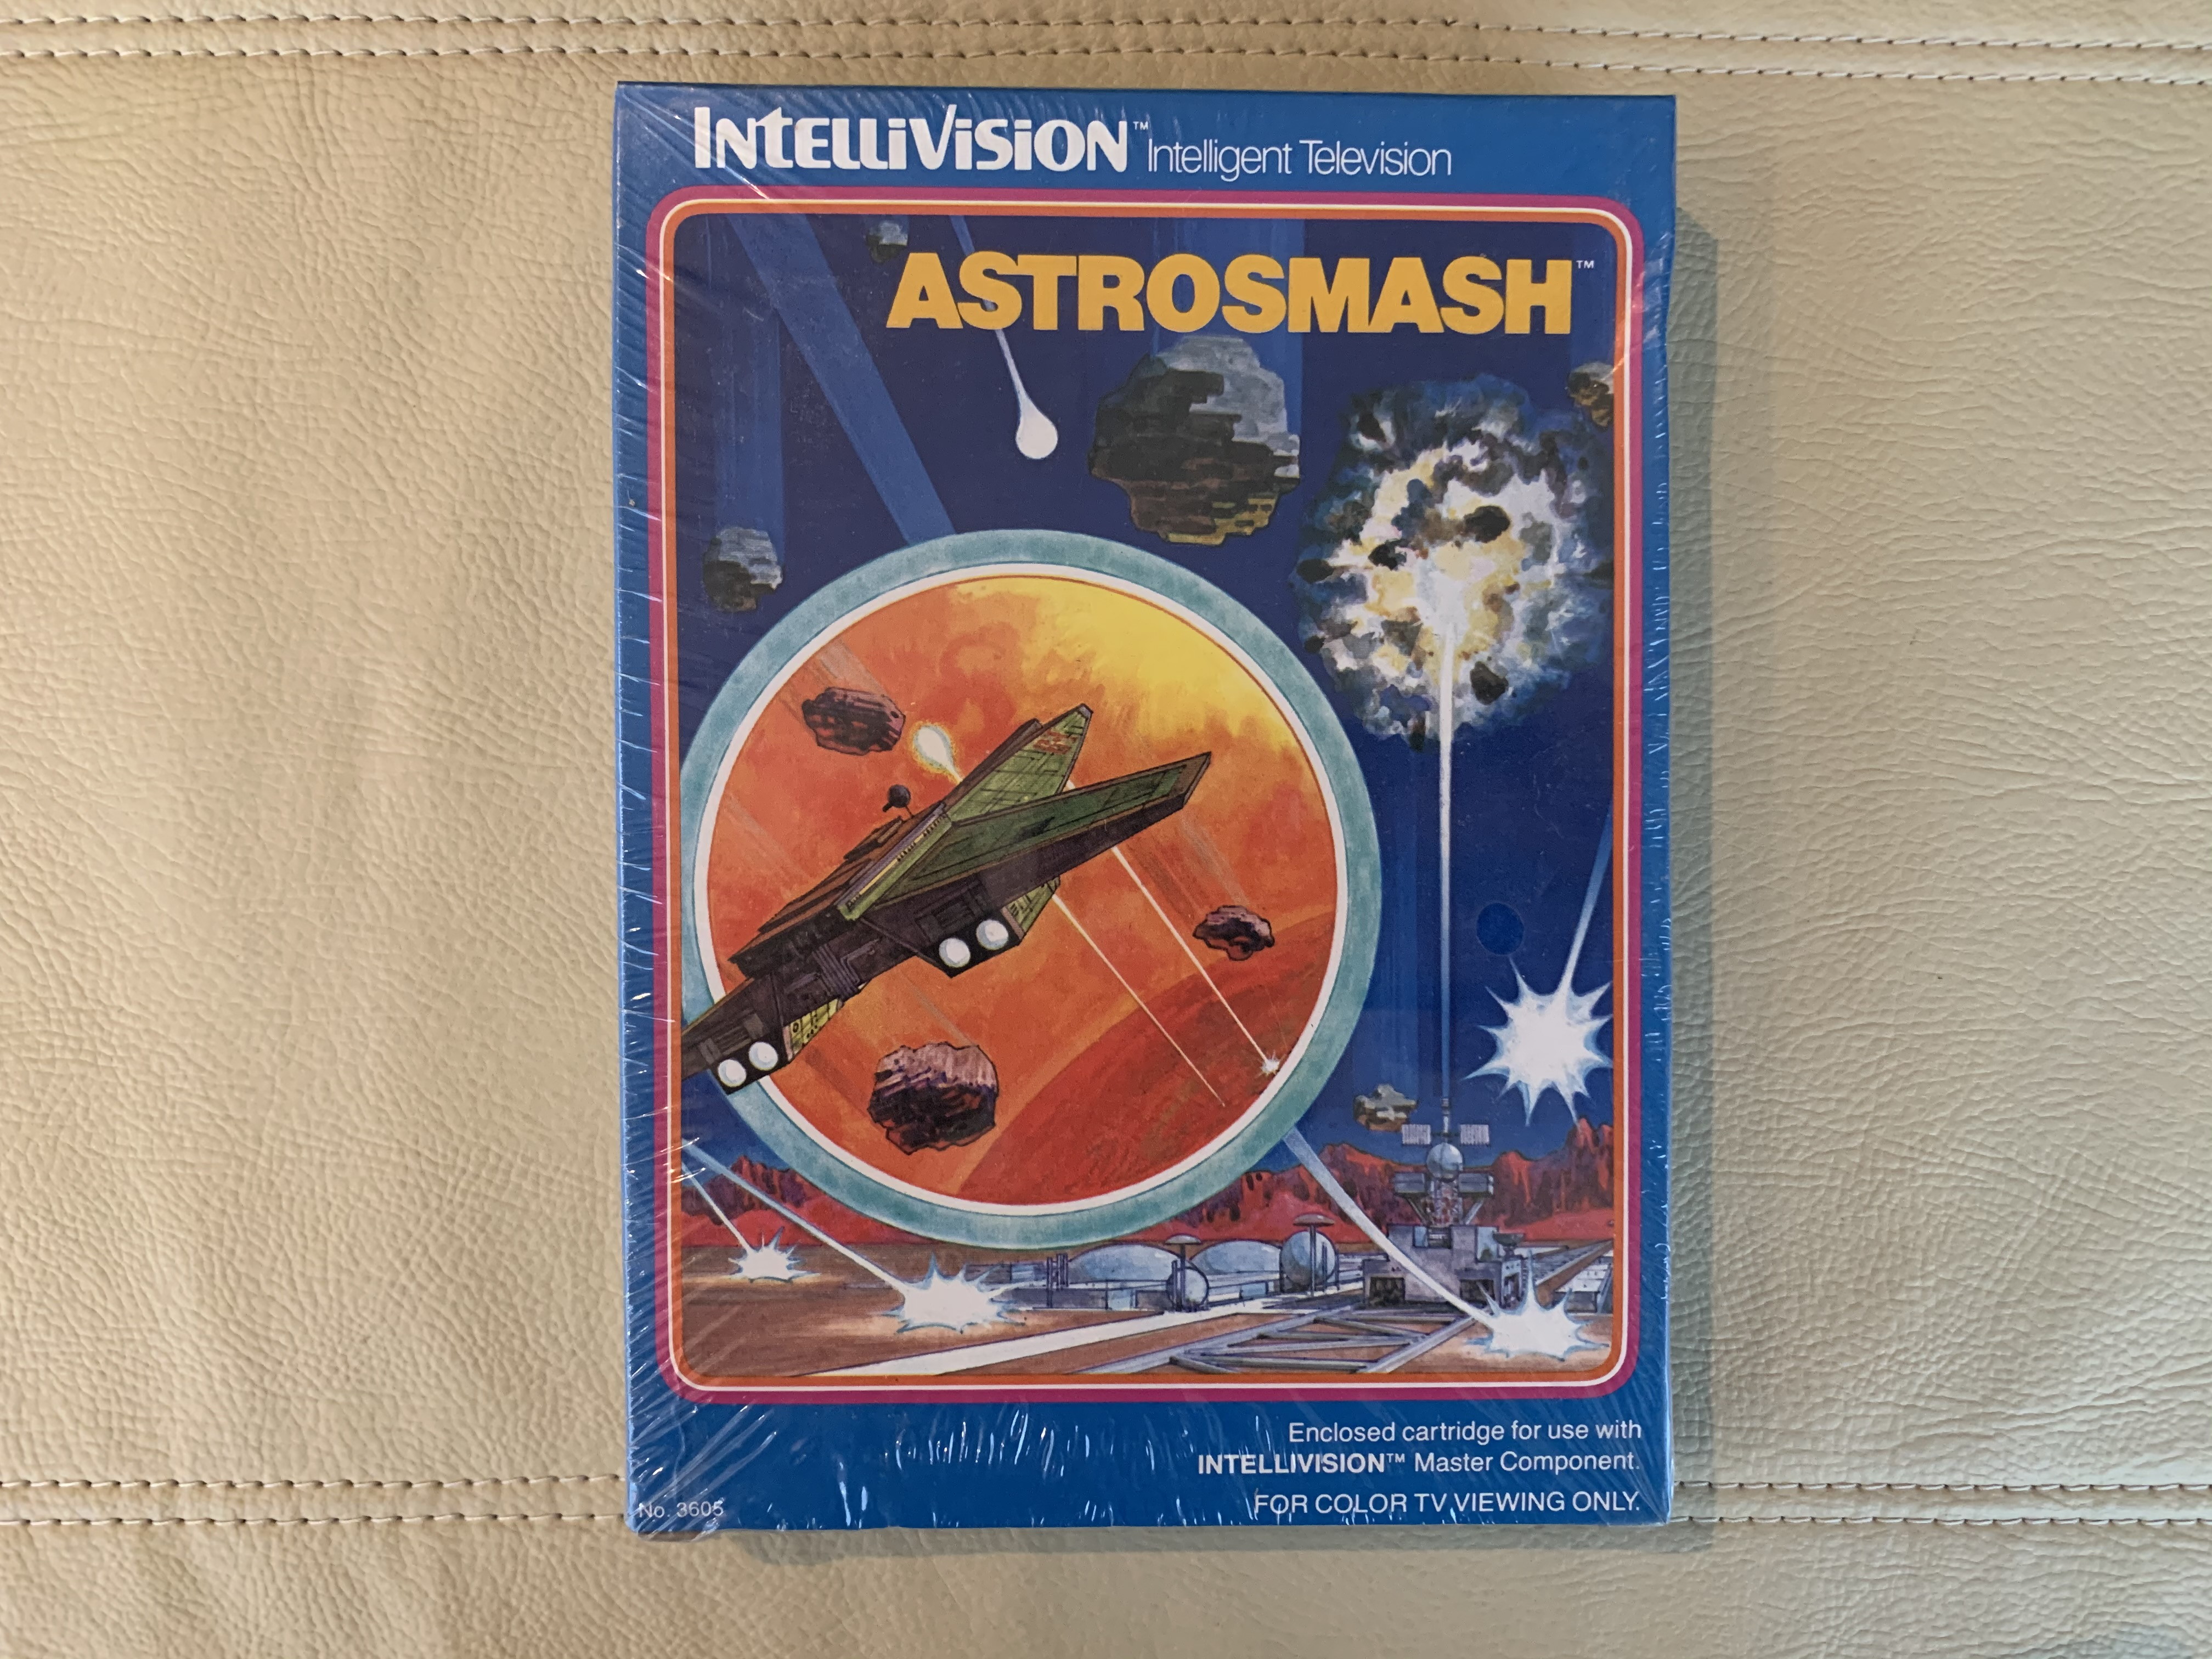 INTELLIVISION™ Intelligent Television
ASTROSMASH™
Enclosed cartridge for use with
INTELLIVISION™ Master Component.
FOR COLOR TV VIEWING ONLY.
No. 3605